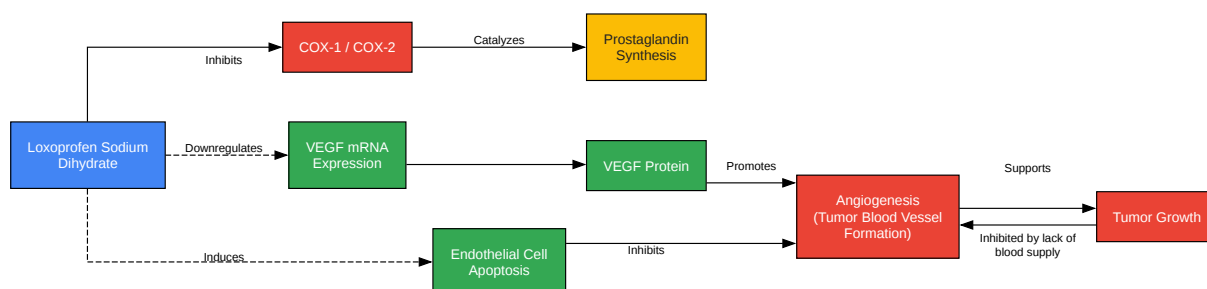 COX-1 / COX-2
Catalyzes
Prostaglandin
Synthesis
Inhibits
Loxoprofen Sodium
Dihydrate
Downregulates
VEGF mRNA
Expression
VEGF Protein
Promotes
Angiogenesis
(Tumor Blood Vessel
Formation)
Supports
Tumor Growth
Inhibited by lack of
blood supply
Induces
Endothelial Cell
Apoptosis
Inhibits